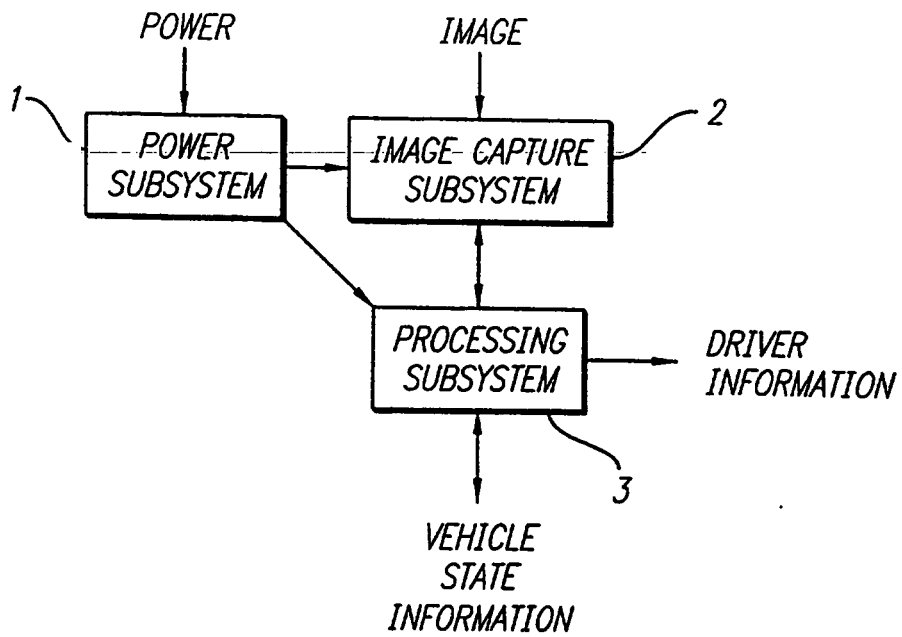 POWER
IMAGE
1
POWER
SUBSYSTEM
IMAGE CAPTURE
SUBSYSTEM
2
PROCESSING
SUBSYSTEM
DRIVER
INFORMATION
3
VEHICLE
STATE
INFORMATION